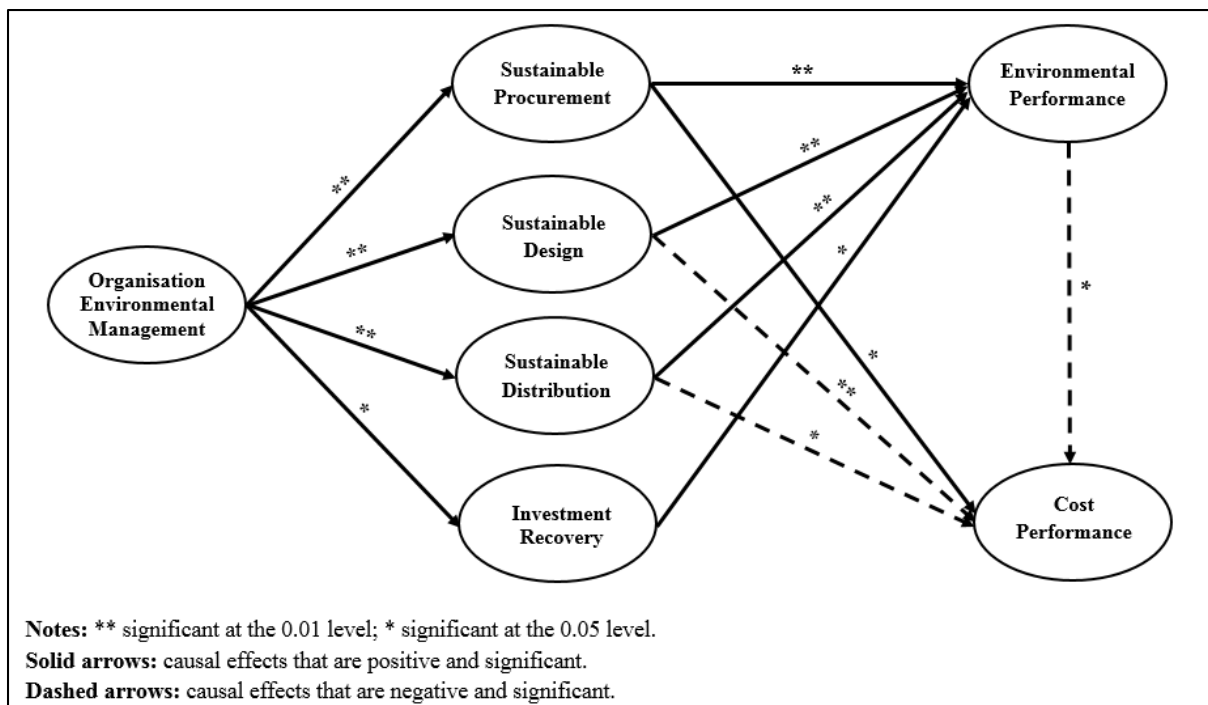 Sustainable
Procurement
**
Environmental
Performance
**
**
Sustainable
Design
**
**
*
Organisation
Environmental
Management
*
**
Sustainable
Distribution
*
**
*
*
Investment
Recovery
Cost
Performance
Notes: ** significant at the 0.01 level; * significant at the 0.05 level.
Solid arrows: causal effects that are positive and significant.
Dashed arrows: causal effects that are negative and significant.